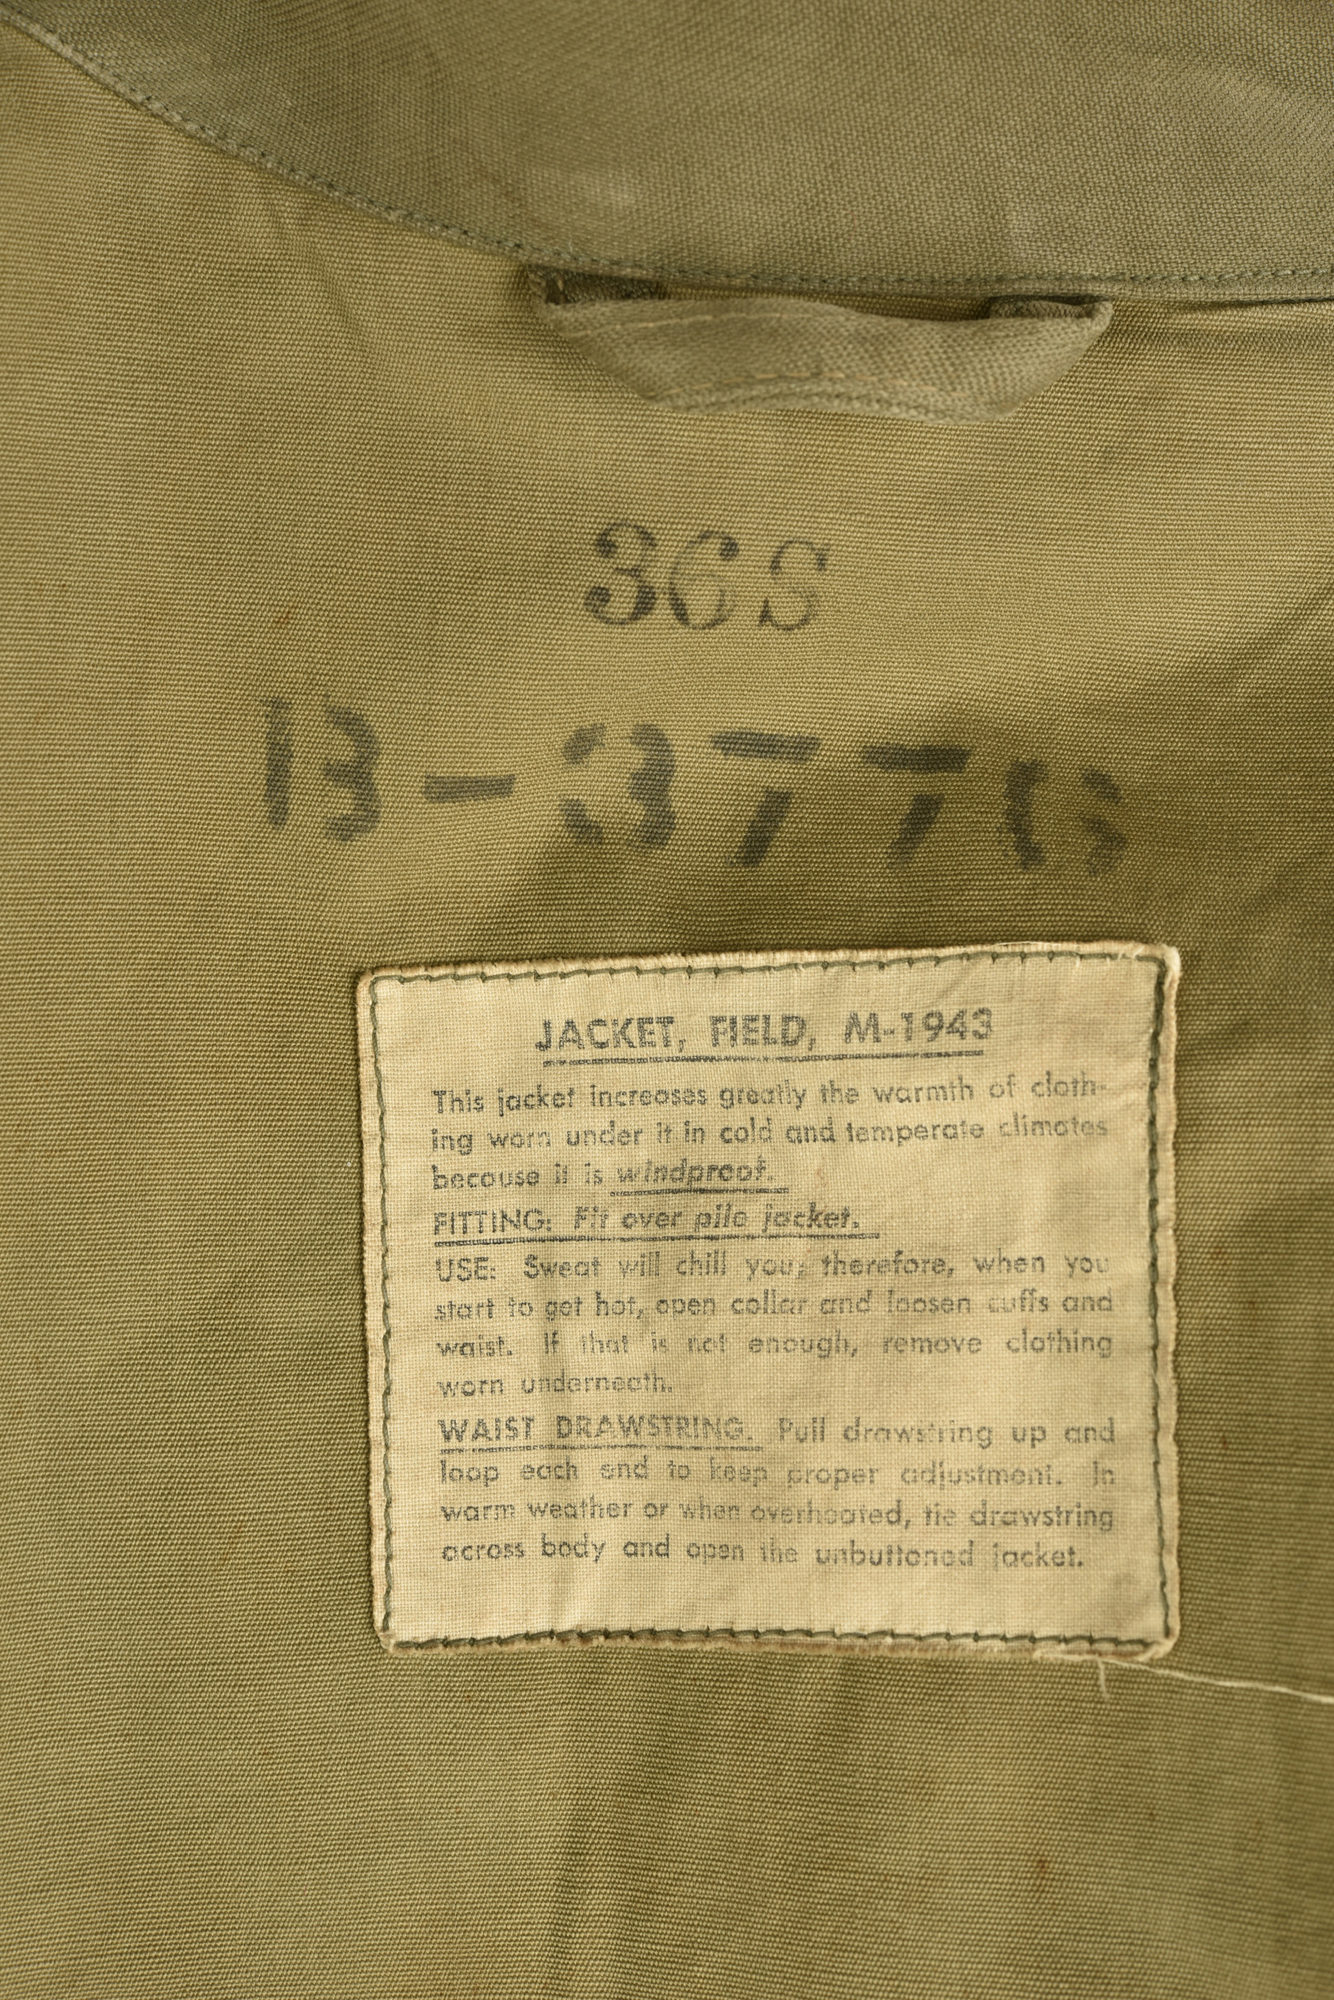 36S
B-3776
JACKET, FIELD, M-1943
This jacket increases greatly the warmth of cloth-
ing worn under it in cold and temperate climates
because it is windproof.
FITTING: Fit over pile jacket.
USE: Sweat will chill you; therefore, when you
start to get hot, open collar and loosen cuffs and
waist. If that is not enough, remove clothing
worn underneath.
WAIST DRAWSTRING. Pull drawstring up and
loop each end to keep proper adjustment. In
warm weather or when overheated, tie drawstring
across body and open the unbuttoned jacket.